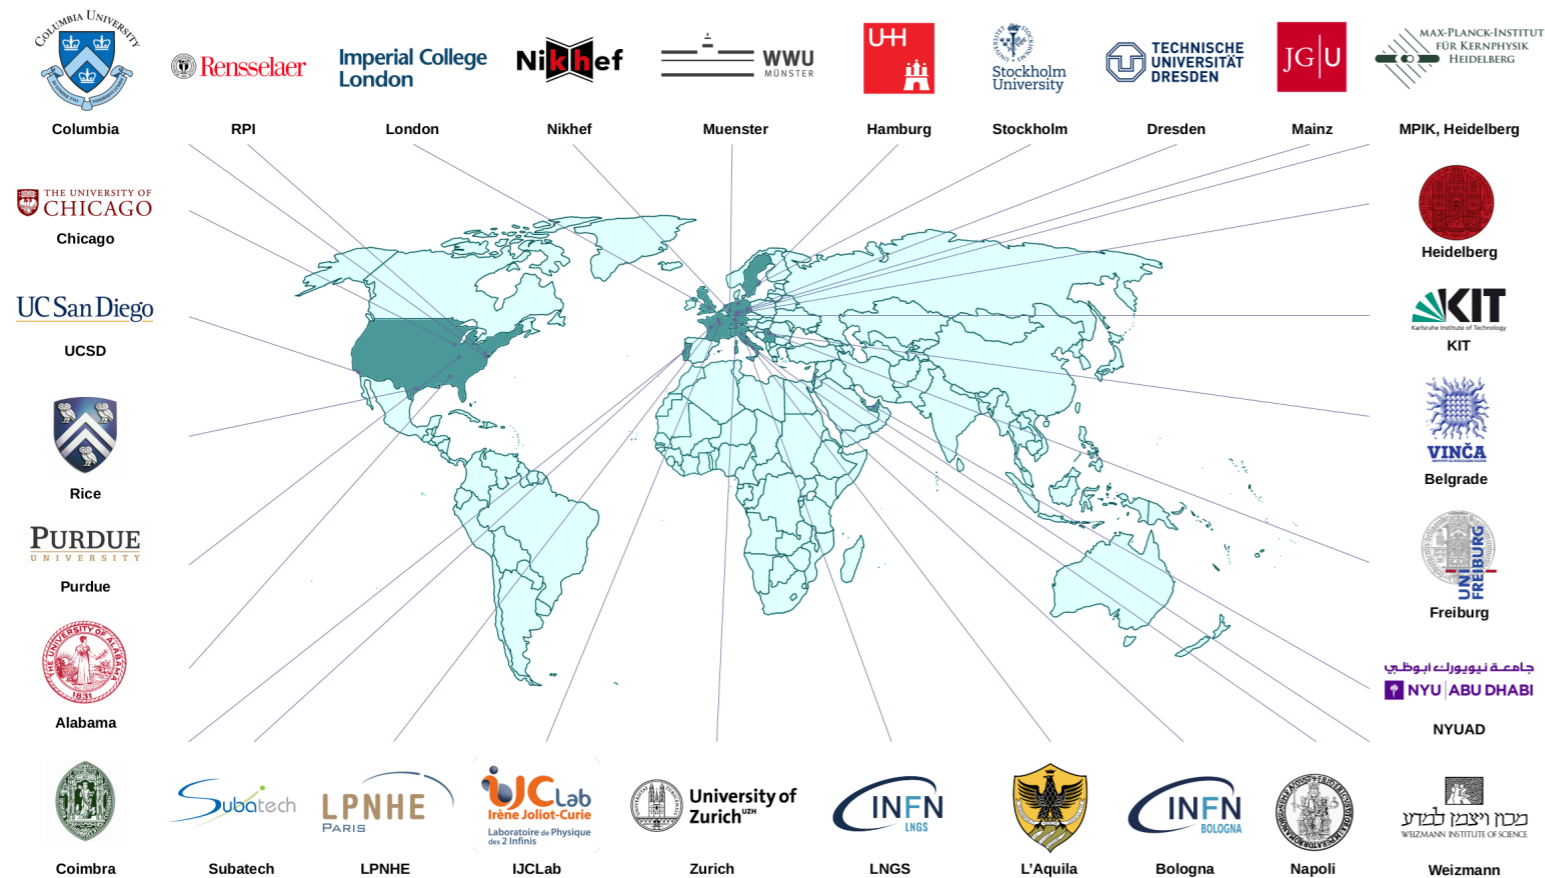 COLUMBIA UNIVERSITY
Columbia
Rensselaer
RPI
Imperial College
London
London
Nikhef
Nikhef
WWU
MÜNSTER
Muenster
UHH
Hamburg
UNIVERSITET
Stockholm
University
Stockholm
TECHNISCHE
UNIVERSITÄT
DRESDEN
Dresden
JG|U
Mainz
MAX-PLANCK-INSTITUT
FÜR KERNPHYSIK
HEIDELBERG
MPIK, Heidelberg
THE UNIVERSITY OF
CHICAGO
Chicago
Heidelberg
UC San Diego
UCSD
KIT
Karlsruhe Institute of Technology
KIT
Rice
VINČA
Belgrade
PURDUE
UNIVERSITY
Purdue
UNI
FREIBURG
Freiburg
THE UNIVERSITY OF ALABAMA
1831
Alabama
جامعة نيويورك أبوظبي
NYU|ABU DHABI
NYUAD
Coimbra
Subatech
Subatech
LPNHE
PARIS
LPNHE
IJCLab
Irène Joliot-Curie
Laboratoire de Physique
des 2 Infinis
IJCLab
University of
Zurich UZH
Zurich
INFN
LNGS
LNGS
L'Aquila
INFN
BOLOGNA
Bologna
Napoli
מכון ויצמן למדע
WEIZMANN INSTITUTE OF SCIENCE
Weizmann